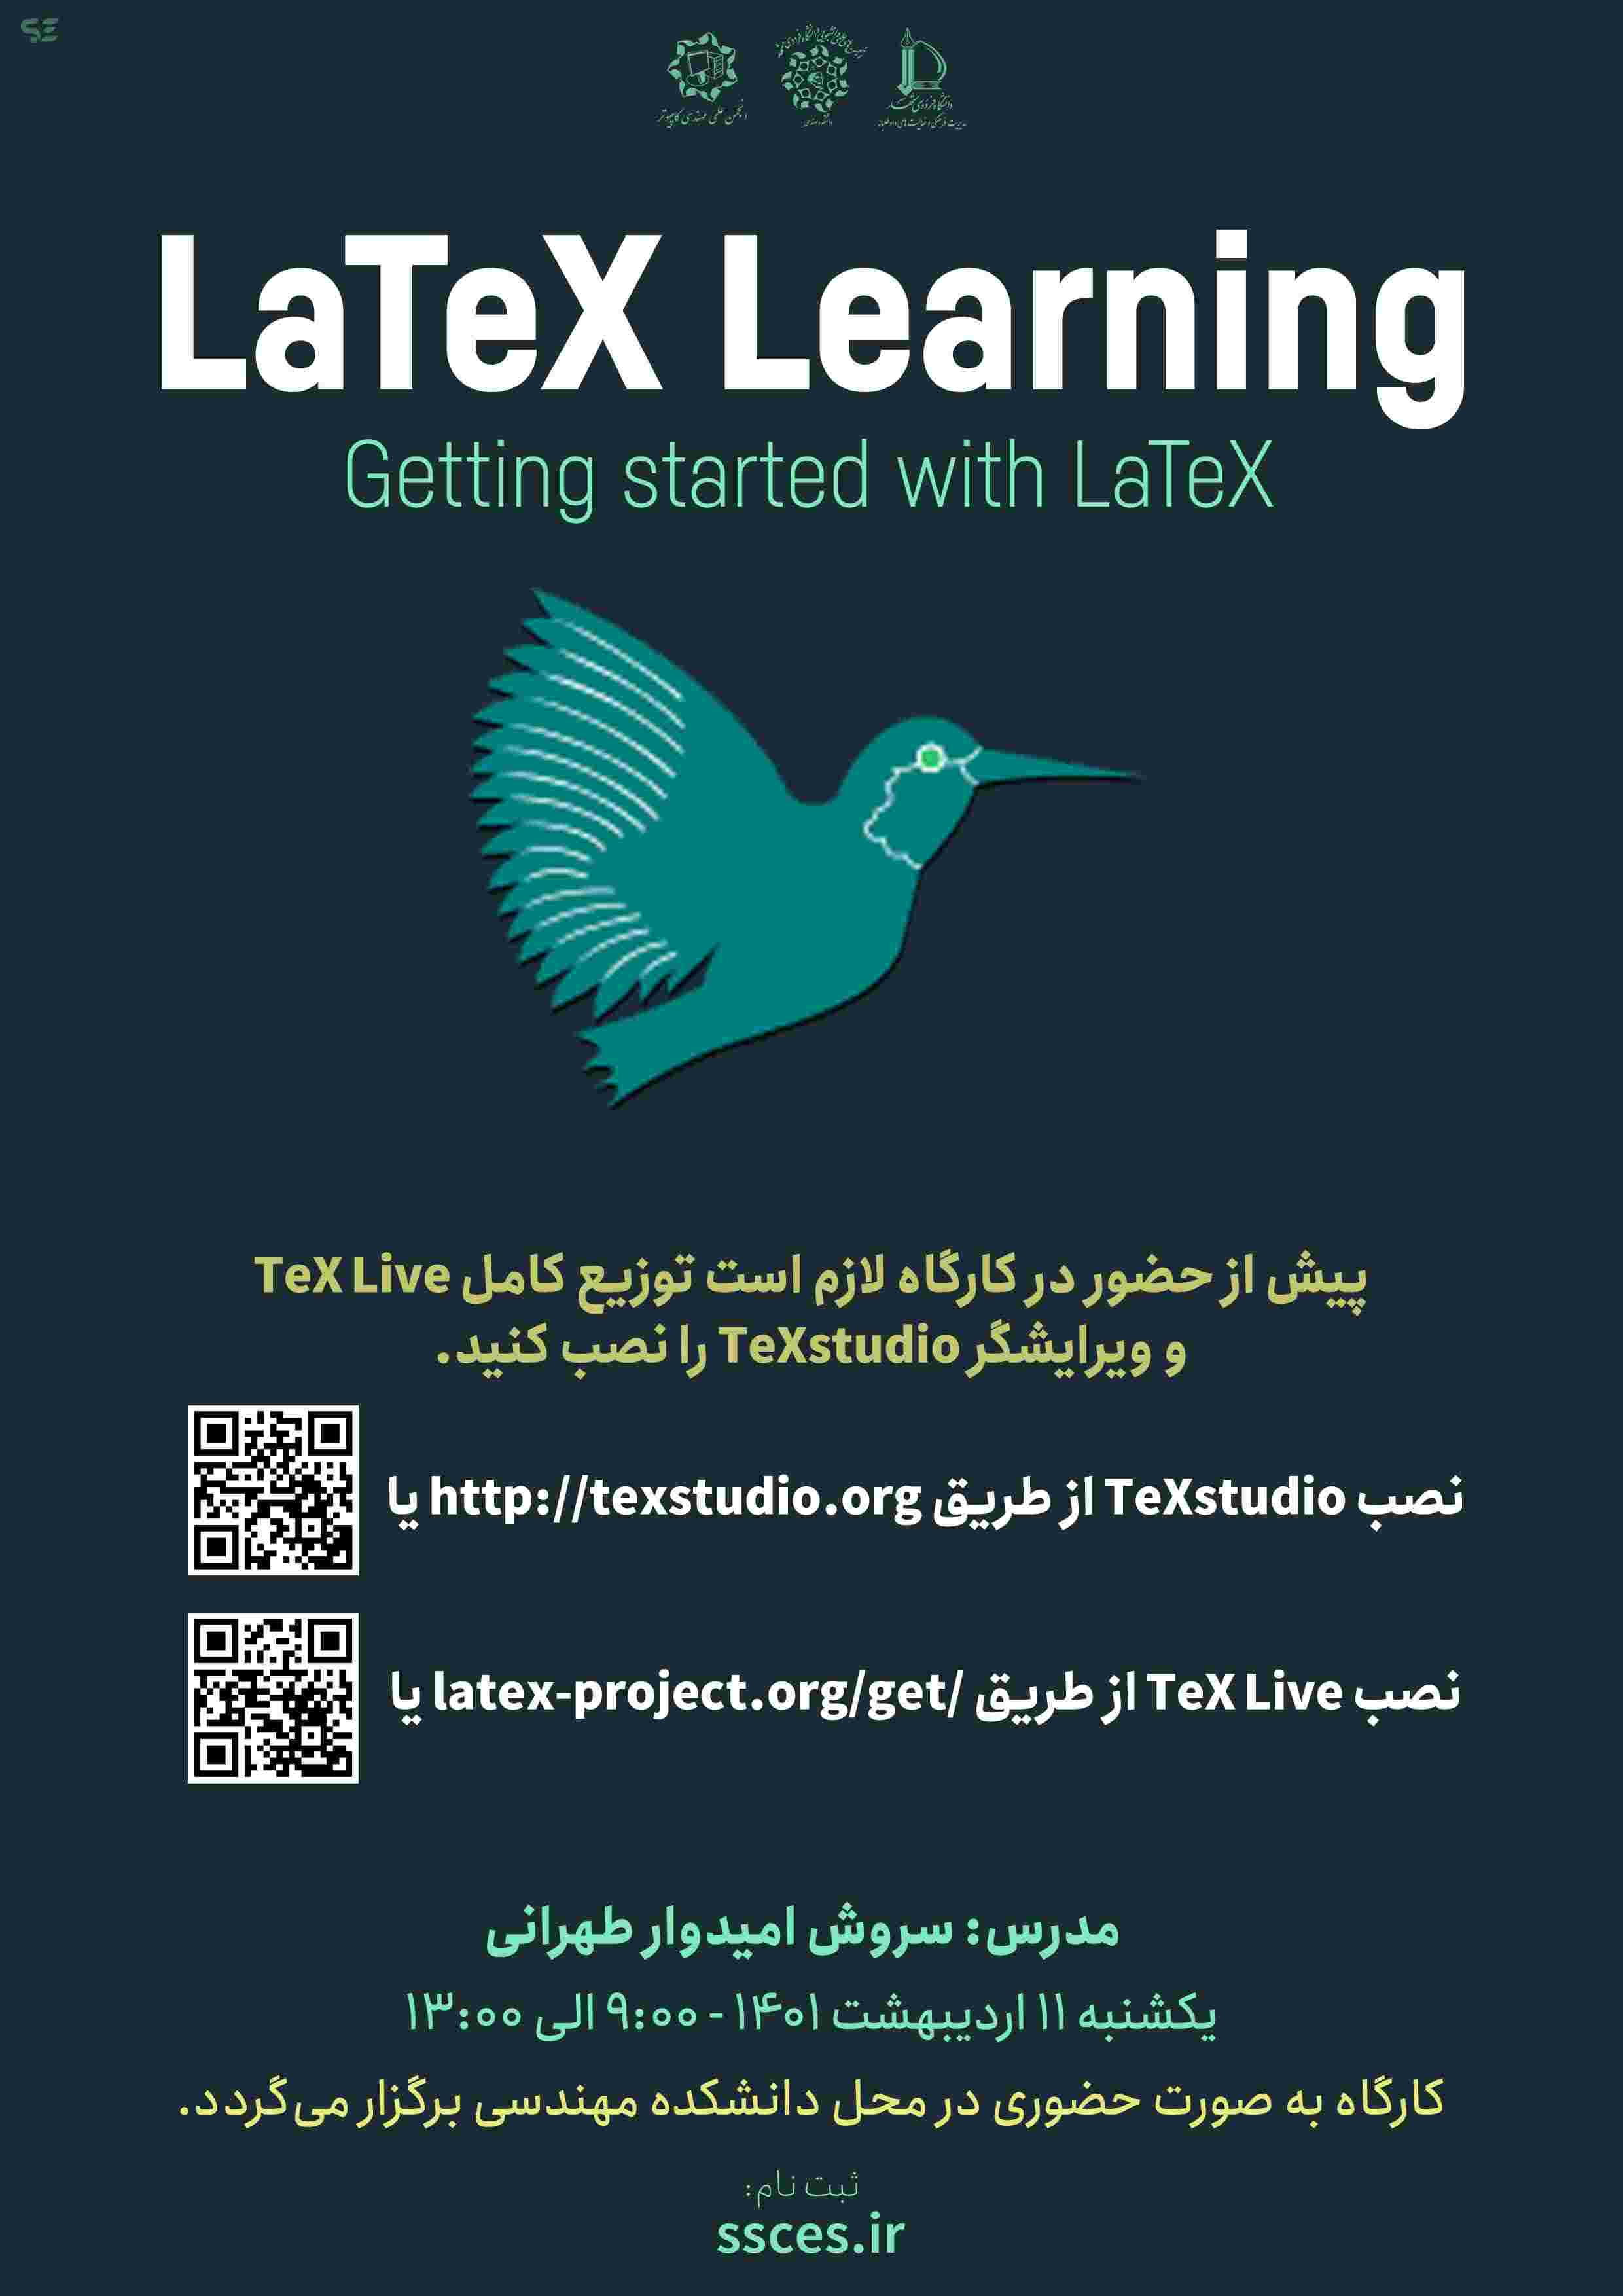 انجمن علمی مهندسی کامپیوتر
دانشگاه فردوسی مشهد
LaTeX Learning
Getting started with LaTeX
پیش از حضور در کارگاه لازم است توزیع کامل TeX Live
و ویرایشگر TeXstudio را نصب کنید.
نصب TeXstudio از طریق http://texstudio.org یا
نصب TeX Live از طریق latex-project.org/get/ یا
مدرس: سروش امیدوار طهرانی
یکشنبه ۱۱ اردیبهشت ۱۴۰۱ - ۹:۰۰ الی ۱۳:۰۰
کارگاه به صورت حضوری در محل دانشکده مهندسی برگزار می‌گردد.
ثبت نام:
ssces.ir